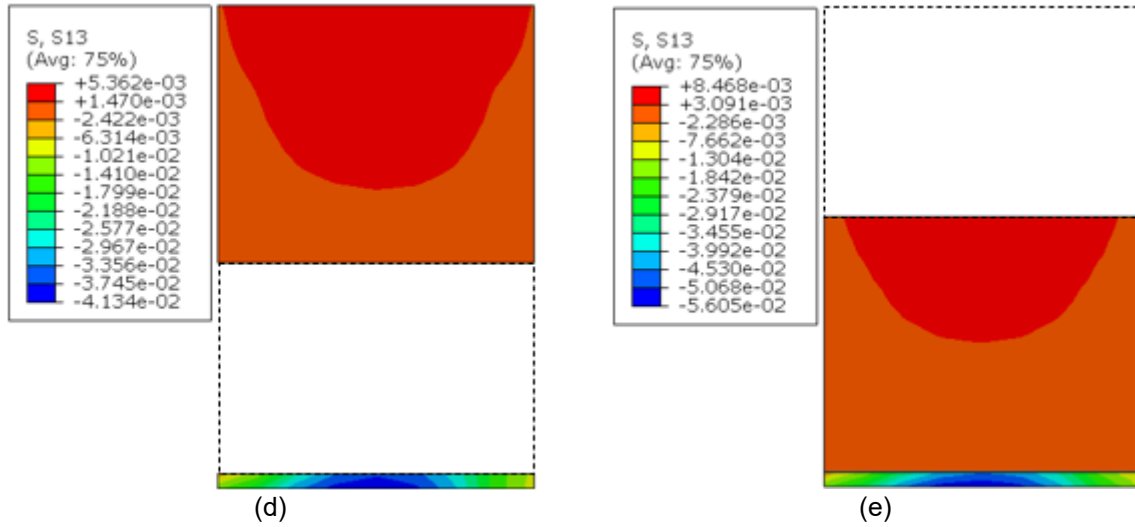 S, S13
(Avg: 75%)
+5.362e-03
+1.470e-03
-2.422e-03
-6.314e-03
-1.021e-02
-1.410e-02
-1.799e-02
-2.188e-02
-2.577e-02
-2.967e-02
-3.356e-02
-3.745e-02
-4.134e-02
(d)
S, S13
(Avg: 75%)
+8.468e-03
+3.091e-03
-2.286e-03
-7.662e-03
-1.304e-02
-1.842e-02
-2.379e-02
-2.917e-02
-3.455e-02
-3.992e-02
-4.530e-02
-5.068e-02
-5.605e-02
(e)